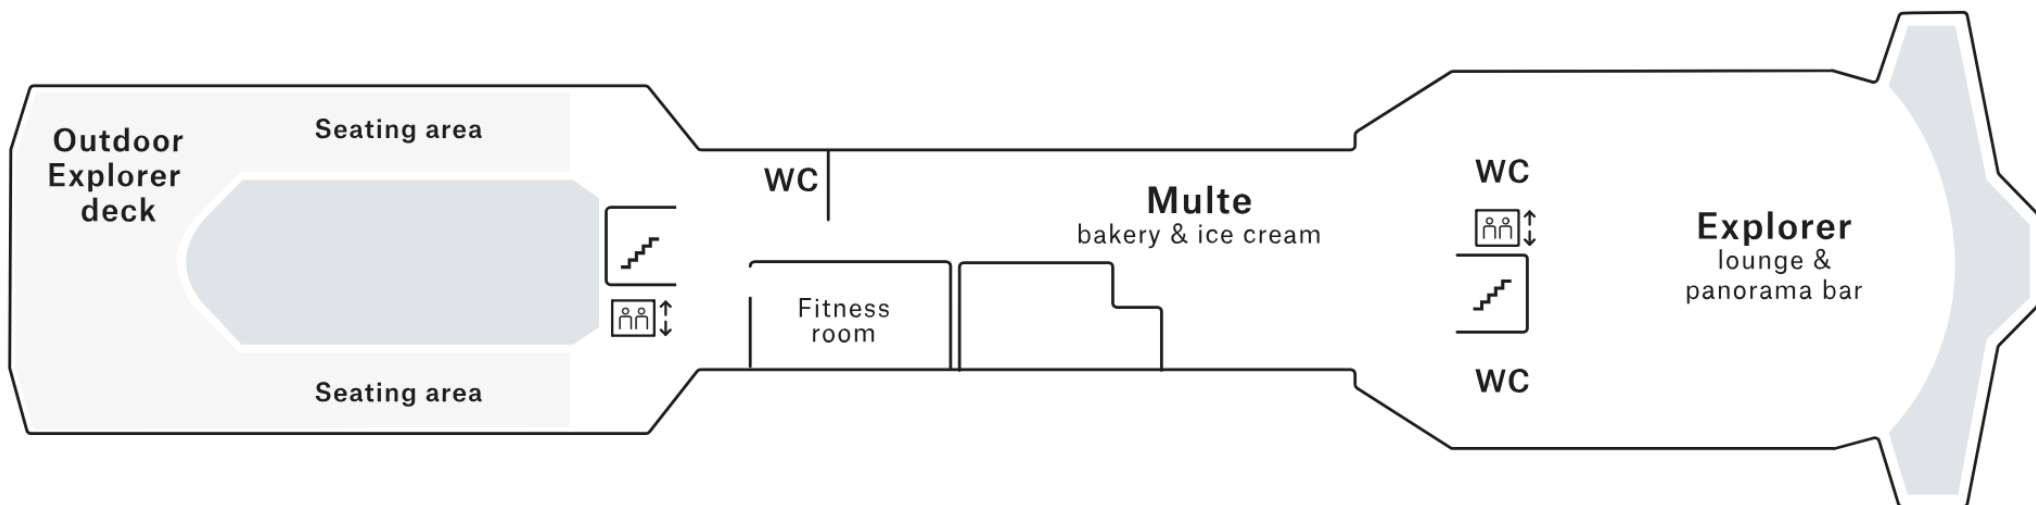 Outdoor
Explorer
deck
Seating area
Seating area
WC
Fitness
room
Multe
bakery & ice cream
WC
WC
Explorer
lounge &
panorama bar